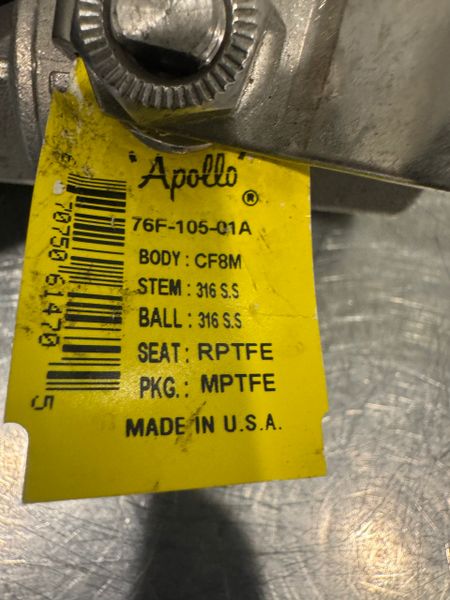 "Apollo"®
76F-105-01A
BODY : CF8M
STEM : 316 S.S
BALL : 316 S.S
SEAT : RPTFE
PKG. : MPTFE
MADE IN U.S.A.
6 70750 61470 5